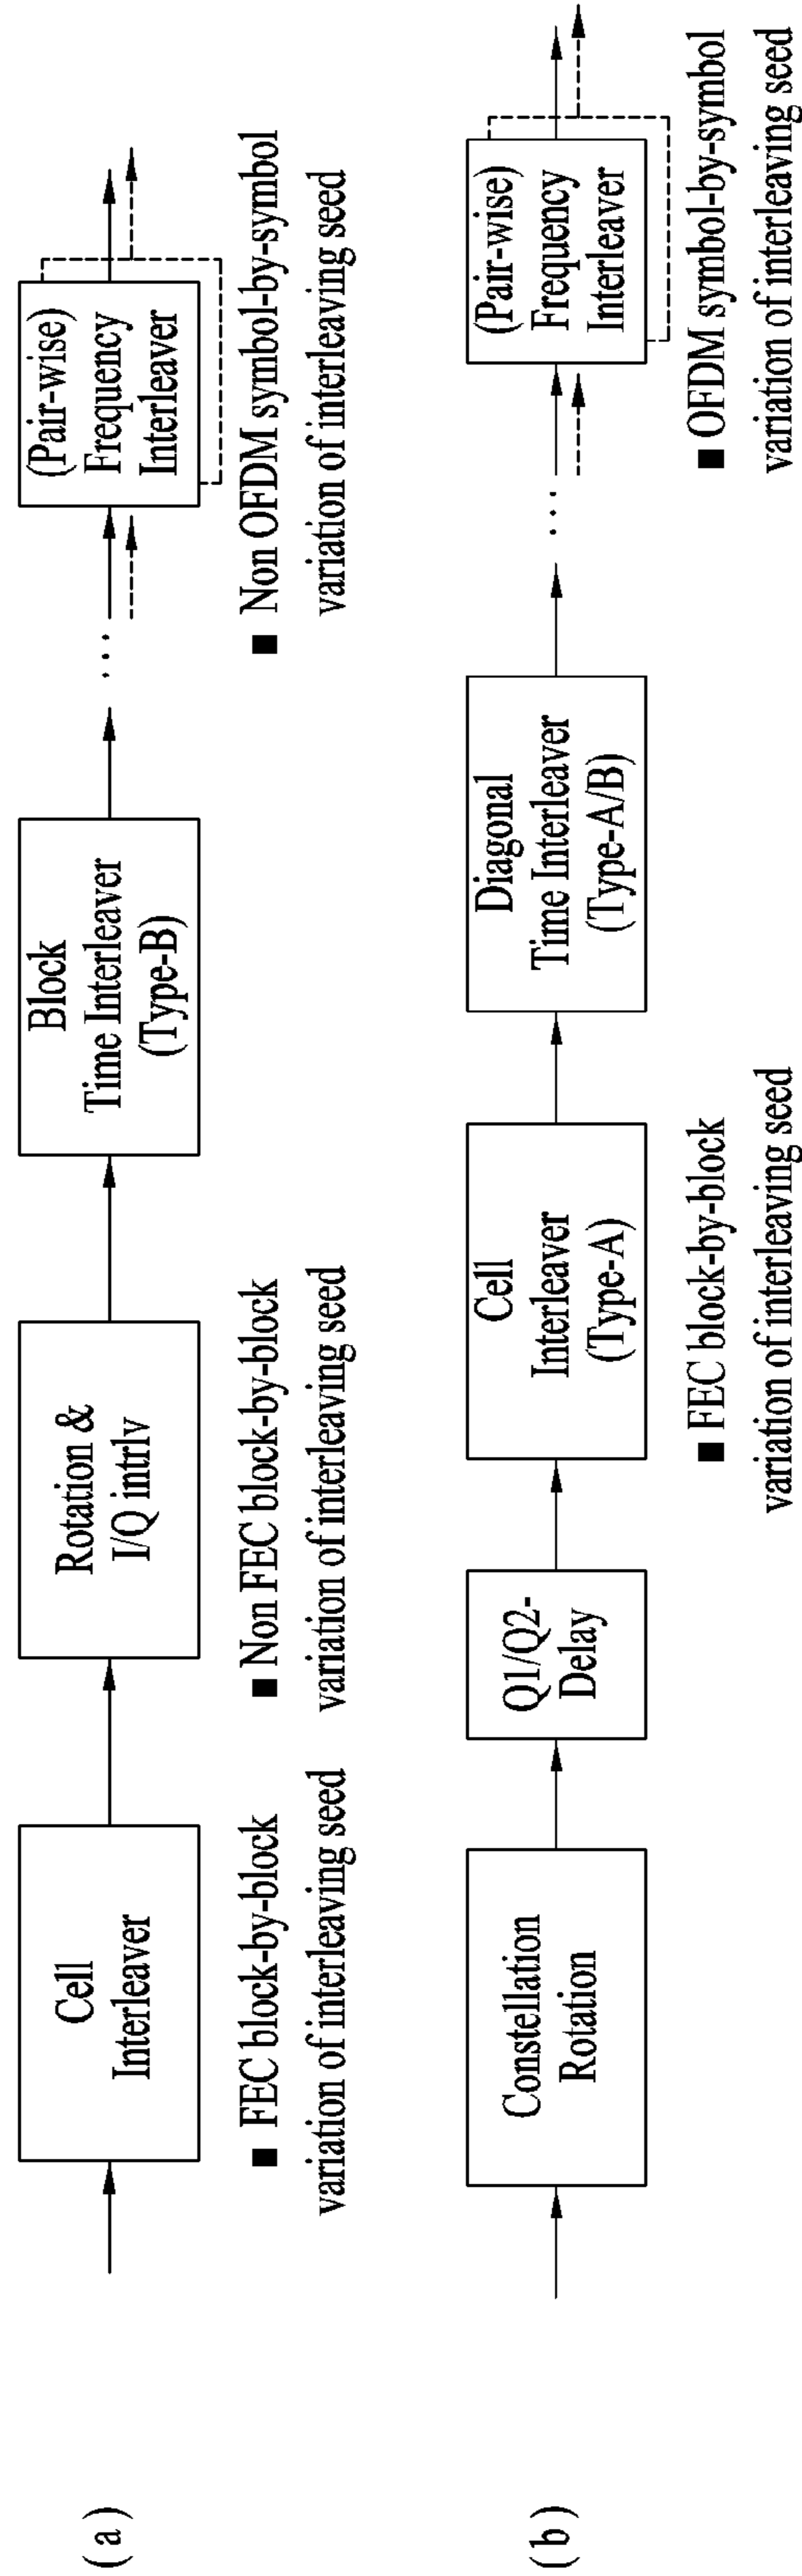 (a)
Cell
Interleaver
■ FEC block-by-block
variation of interleaving seed
Rotation &
I/Q intrlv
■ Non FEC block-by-block
variation of interleaving seed
Block
Time Interleaver
(Type-B)
...
(Pair-wise)
Frequency
Interleaver
■ Non OFDM symbol-by-symbol
variation of interleaving seed
(b)
Constellation
Rotation
Q1/Q2-
Delay
Cell
Interleaver
(Type-A)
■ FEC block-by-block
variation of interleaving seed
Diagonal
Time Interleaver
(Type-A/B)
...
(Pair-wise)
Frequency
Interleaver
■ OFDM symbol-by-symbol
variation of interleaving seed